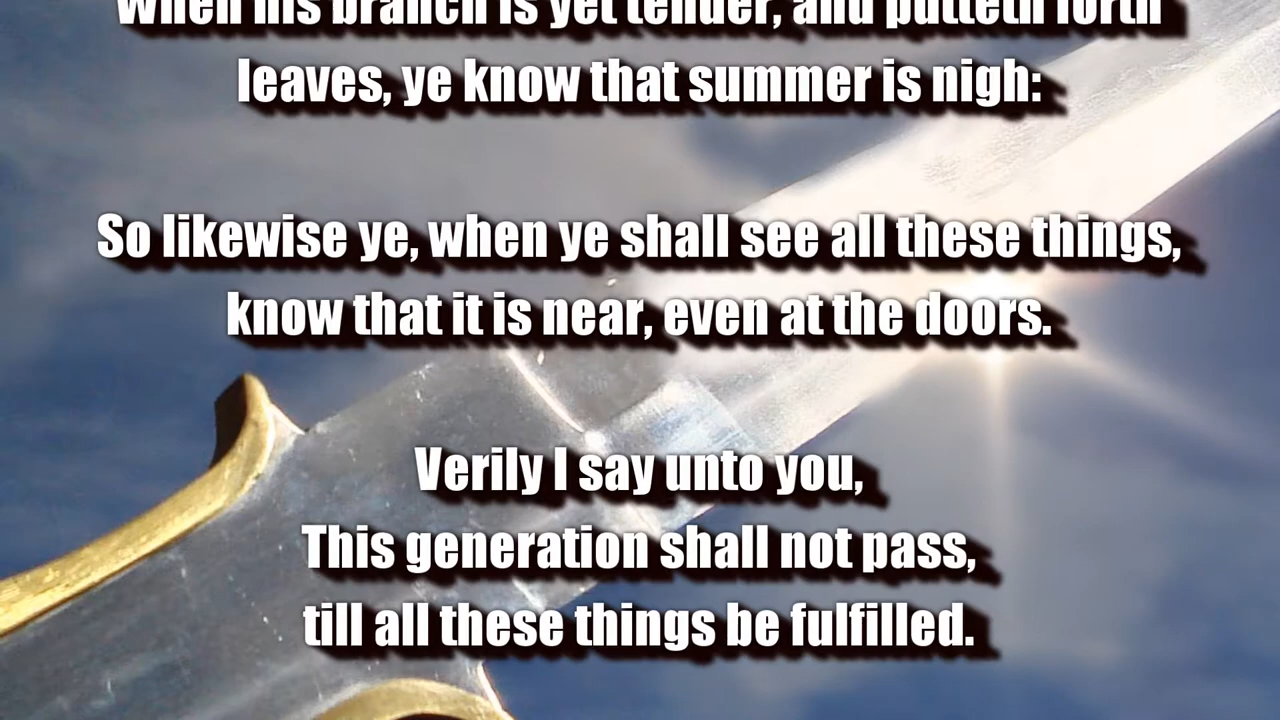 When his branch is yet tender, and putteth forth
leaves, ye know that summer is nigh:
So likewise ye, when ye shall see all these things,
know that it is near, even at the doors.
Verily I say unto you,
This generation shall not pass,
till all these things be fulfilled.